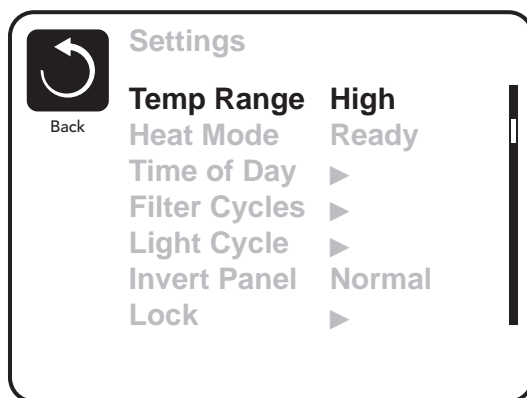 Settings
Back
Temp Range High
Heat Mode Ready
Time of Day ▶
Filter Cycles ▶
Light Cycle ▶
Invert Panel Normal
Lock ▶